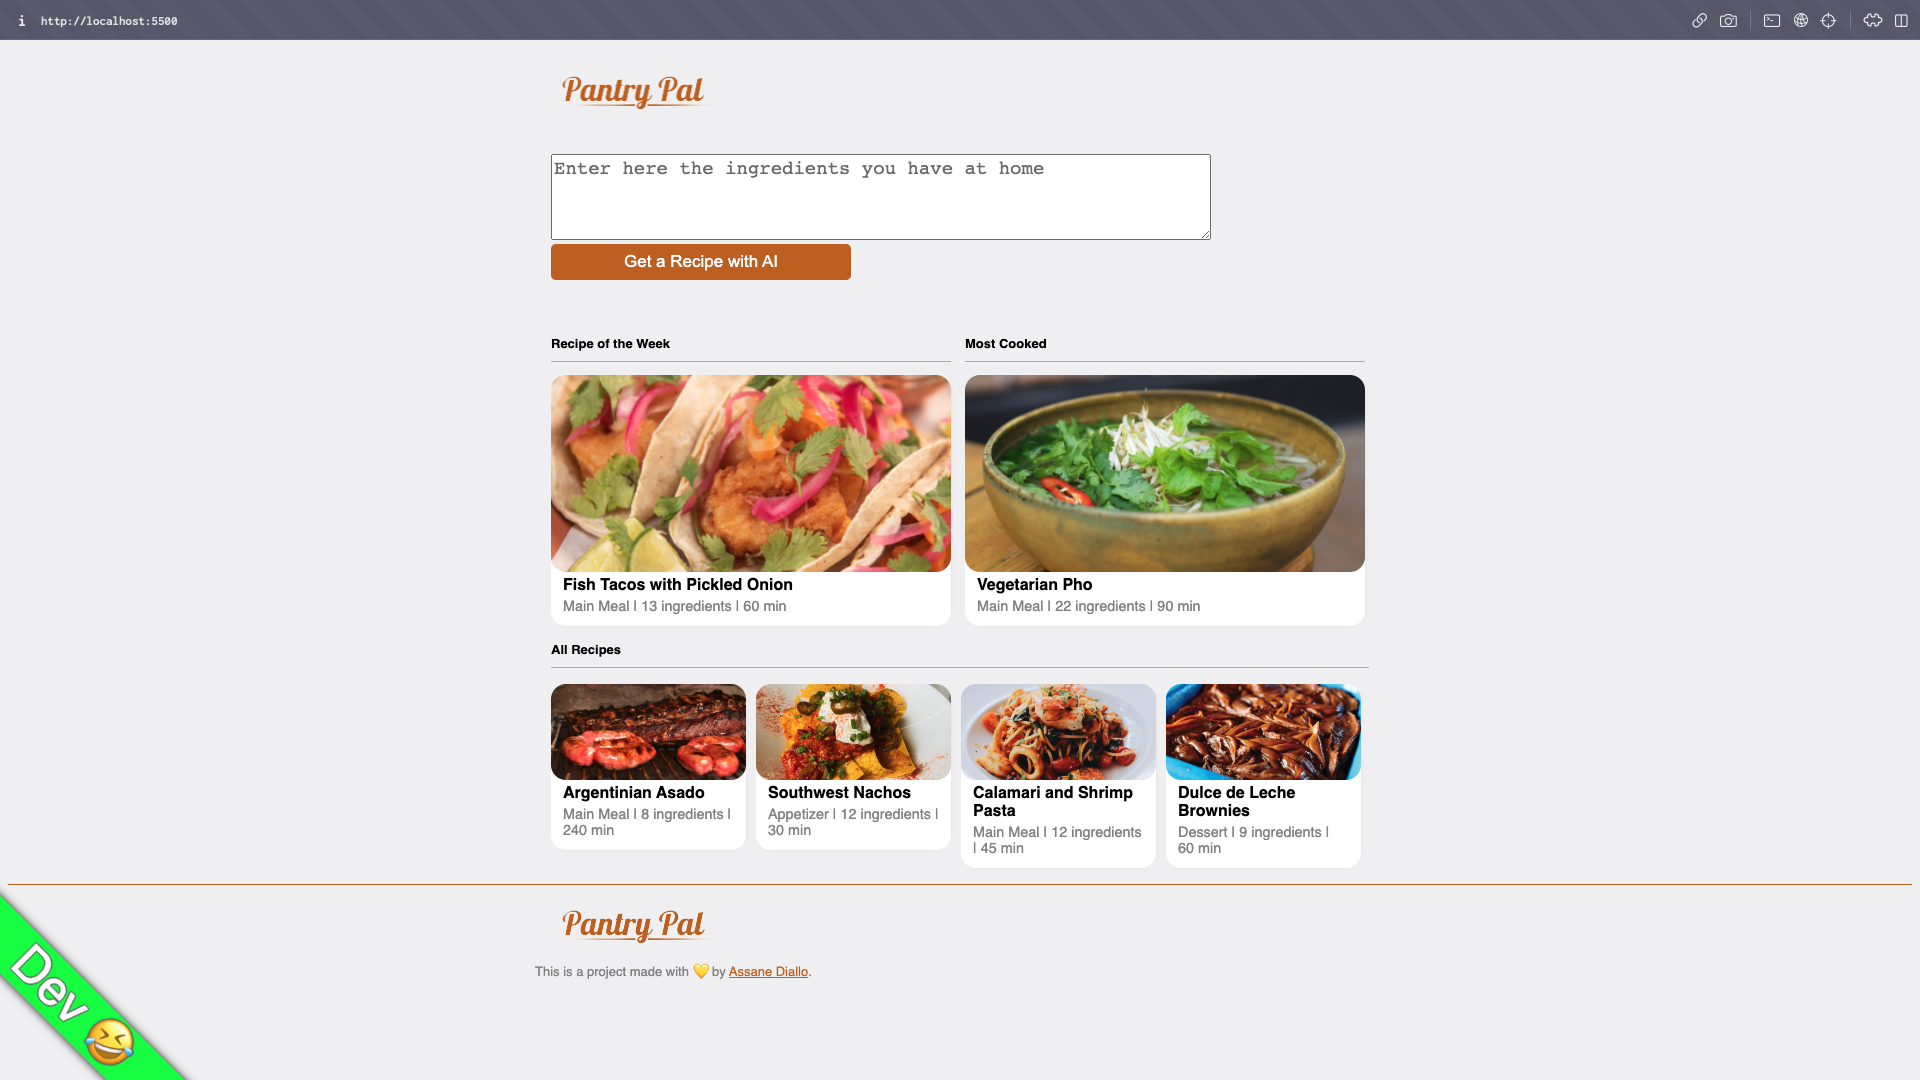 i http://localhost:5500
Pantry Pal
Enter here the ingredients you have at home
Get a Recipe with AI
Recipe of the Week
Most Cooked
Fish Tacos with Pickled Onion
Main Meal | 13 ingredients | 60 min
Vegetarian Pho
Main Meal | 22 ingredients | 90 min
All Recipes
Argentinian Asado
Main Meal | 8 ingredients |
240 min
Southwest Nachos
Appetizer | 12 ingredients |
30 min
Calamari and Shrimp
Pasta
Main Meal | 12 ingredients
| 45 min
Dulce de Leche
Brownies
Dessert | 9 ingredients |
60 min
Pantry Pal
This is a project made with 💛 by Assane Diallo.
Dev 😆